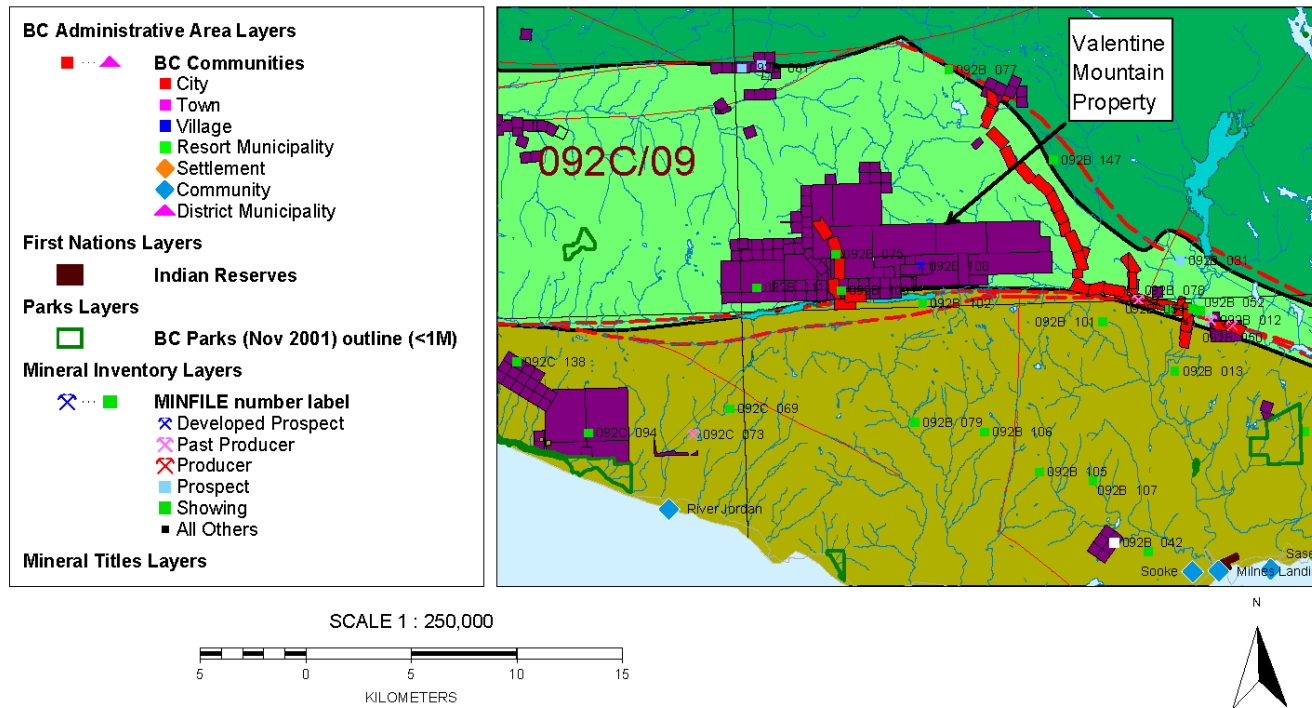 BC Administrative Area Layers
BC Communities
City
Town
Village
Resort Municipality
Settlement
Community
District Municipality
First Nations Layers
Indian Reserves
Parks Layers
BC Parks (Nov 2001) outline (<1M)
Mineral Inventory Layers
MINFILE number label
Developed Prospect
Past Producer
Producer
Prospect
Showing
All Others
Mineral Titles Layers
Valentine
Mountain
Property
092B 077
092C/09
092B 147
092B 075
092B 108
092B 081
092B 102
092B 078
092B 052
092B 012
092B 101
092B 013
092C 138
092C 069
092C 094
092C 073
092B 079
092B 106
092B 105
092B 107
River Jordan
092B 042
Sooke
Milnes Landi
Sase
SCALE 1 : 250,000
5 0 5 10 15
KILOMETERS
N